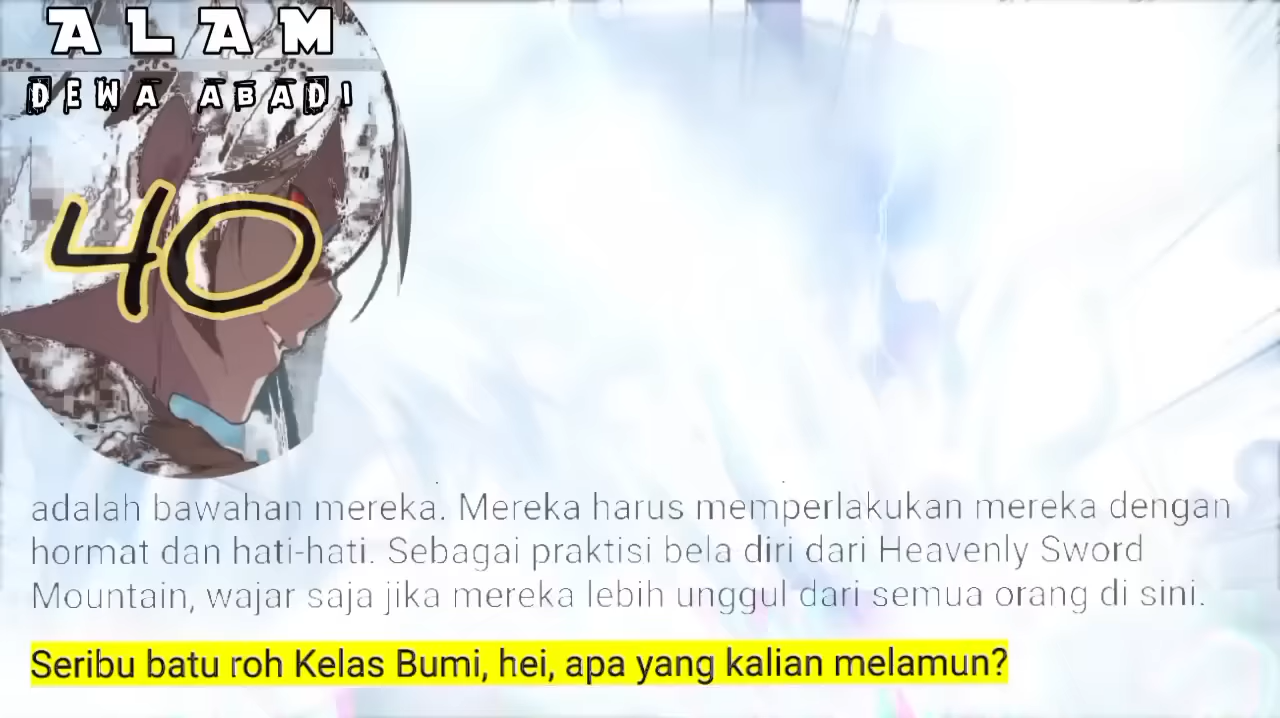 ALAM
DEWA ABADI
40
adalah bawahan mereka. Mereka harus memperlakukan mereka dengan
hormat dan hati-hati. Sebagai praktisi bela diri dari Heavenly Sword
Mountain, wajar saja jika mereka lebih unggul dari semua orang di sini.
Seribu batu roh Kelas Bumi, hei, apa yang kalian melamun?